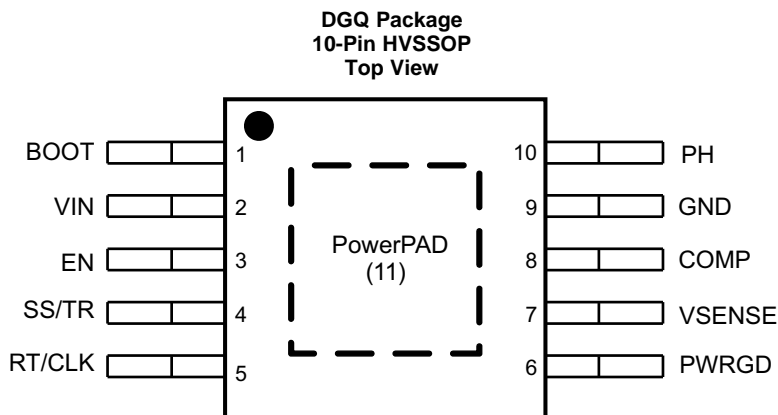 DGQ Package
10-Pin HVSSOP
Top View
BOOT 1 10 PH
VIN 2 9 GND
EN 3 8 COMP
PowerPAD
(11)
SS/TR 4 7 VSENSE
RT/CLK 5 6 PWRGD